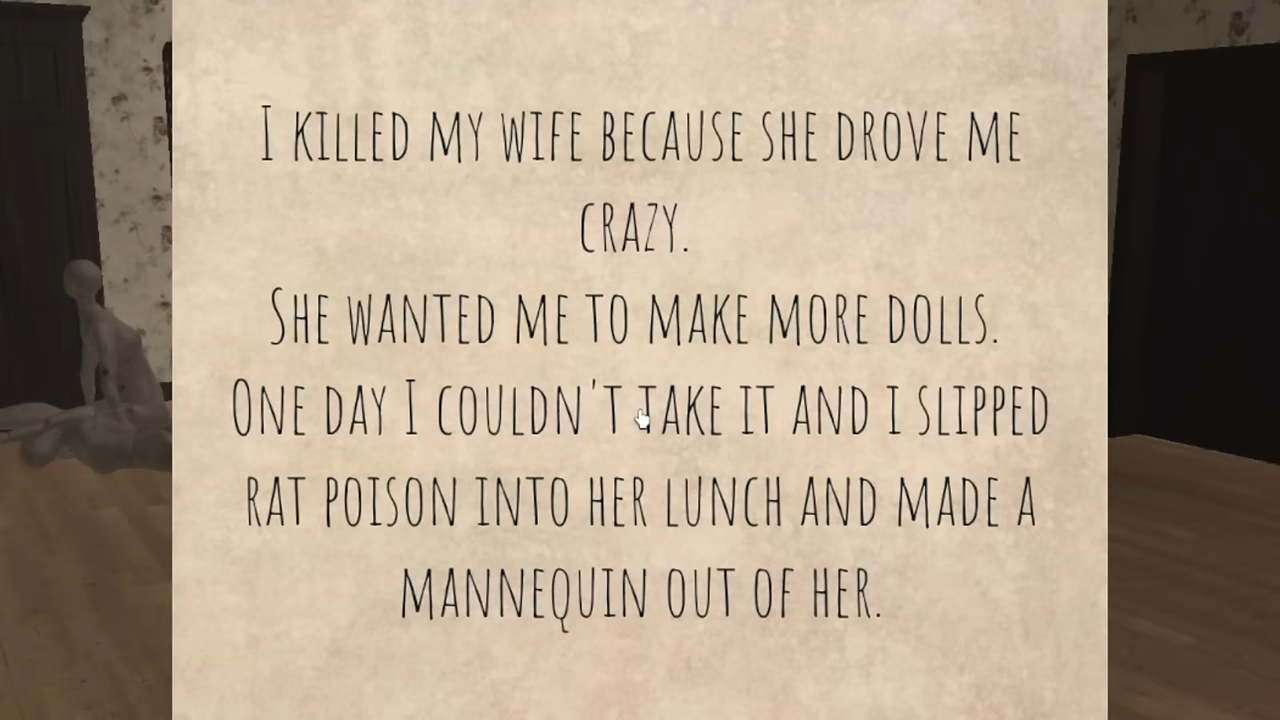 I KILLED MY WIFE BECAUSE SHE DROVE ME
CRAZY.
SHE WANTED ME TO MAKE MORE DOLLS.
ONE DAY I COULDN'T TAKE IT AND I SLIPPED
RAT POISON INTO HER LUNCH AND MADE A
MANNEQUIN OUT OF HER.